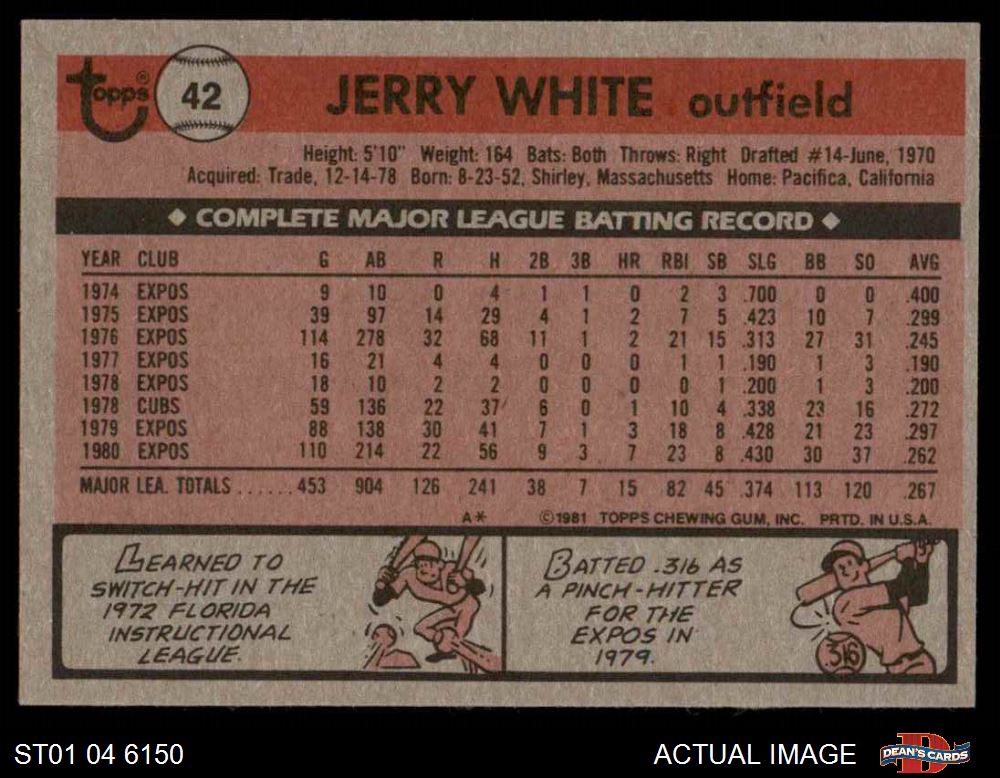 topps® 42 JERRY WHITE outfield
Height: 5'10" Weight: 164 Bats: Both Throws: Right Drafted #14-June, 1970
Acquired: Trade, 12-14-78 Born: 8-23-52, Shirley, Massachusetts Home: Pacifica, California
◆ COMPLETE MAJOR LEAGUE BATTING RECORD ◆
YEAR CLUB G AB R H 2B 3B HR RBI SB SLG BB SO AVG
1974 EXPOS 9 10 0 4 1 1 0 2 3 .700 0 0 .400
1975 EXPOS 39 97 14 29 4 1 2 7 5 .423 10 7 .299
1976 EXPOS 114 278 32 68 11 1 2 21 15 .313 27 31 .245
1977 EXPOS 16 21 4 4 0 0 0 1 1 .190 1 3 .190
1978 EXPOS 18 10 2 2 0 0 0 0 1 .200 1 3 .200
1978 CUBS 59 136 22 37 6 0 1 10 4 .338 23 16 .272
1979 EXPOS 88 138 30 41 7 1 3 18 8 .428 21 23 .297
1980 EXPOS 110 214 22 56 9 3 7 23 8 .430 30 37 .262
MAJOR LEA. TOTALS ...... 453 904 126 241 38 7 15 82 45 .374 113 120 .267
A* ©1981 TOPPS CHEWING GUM, INC. PRTD. IN U.S.A.
LEARNED TO
SWITCH-HIT IN THE
1972 FLORIDA
INSTRUCTIONAL
LEAGUE.
BATTED .316 AS
A PINCH-HITTER
FOR THE
EXPOS IN
1979.
.316
ST01 04 6150 ACTUAL IMAGE DEAN'S CARDS